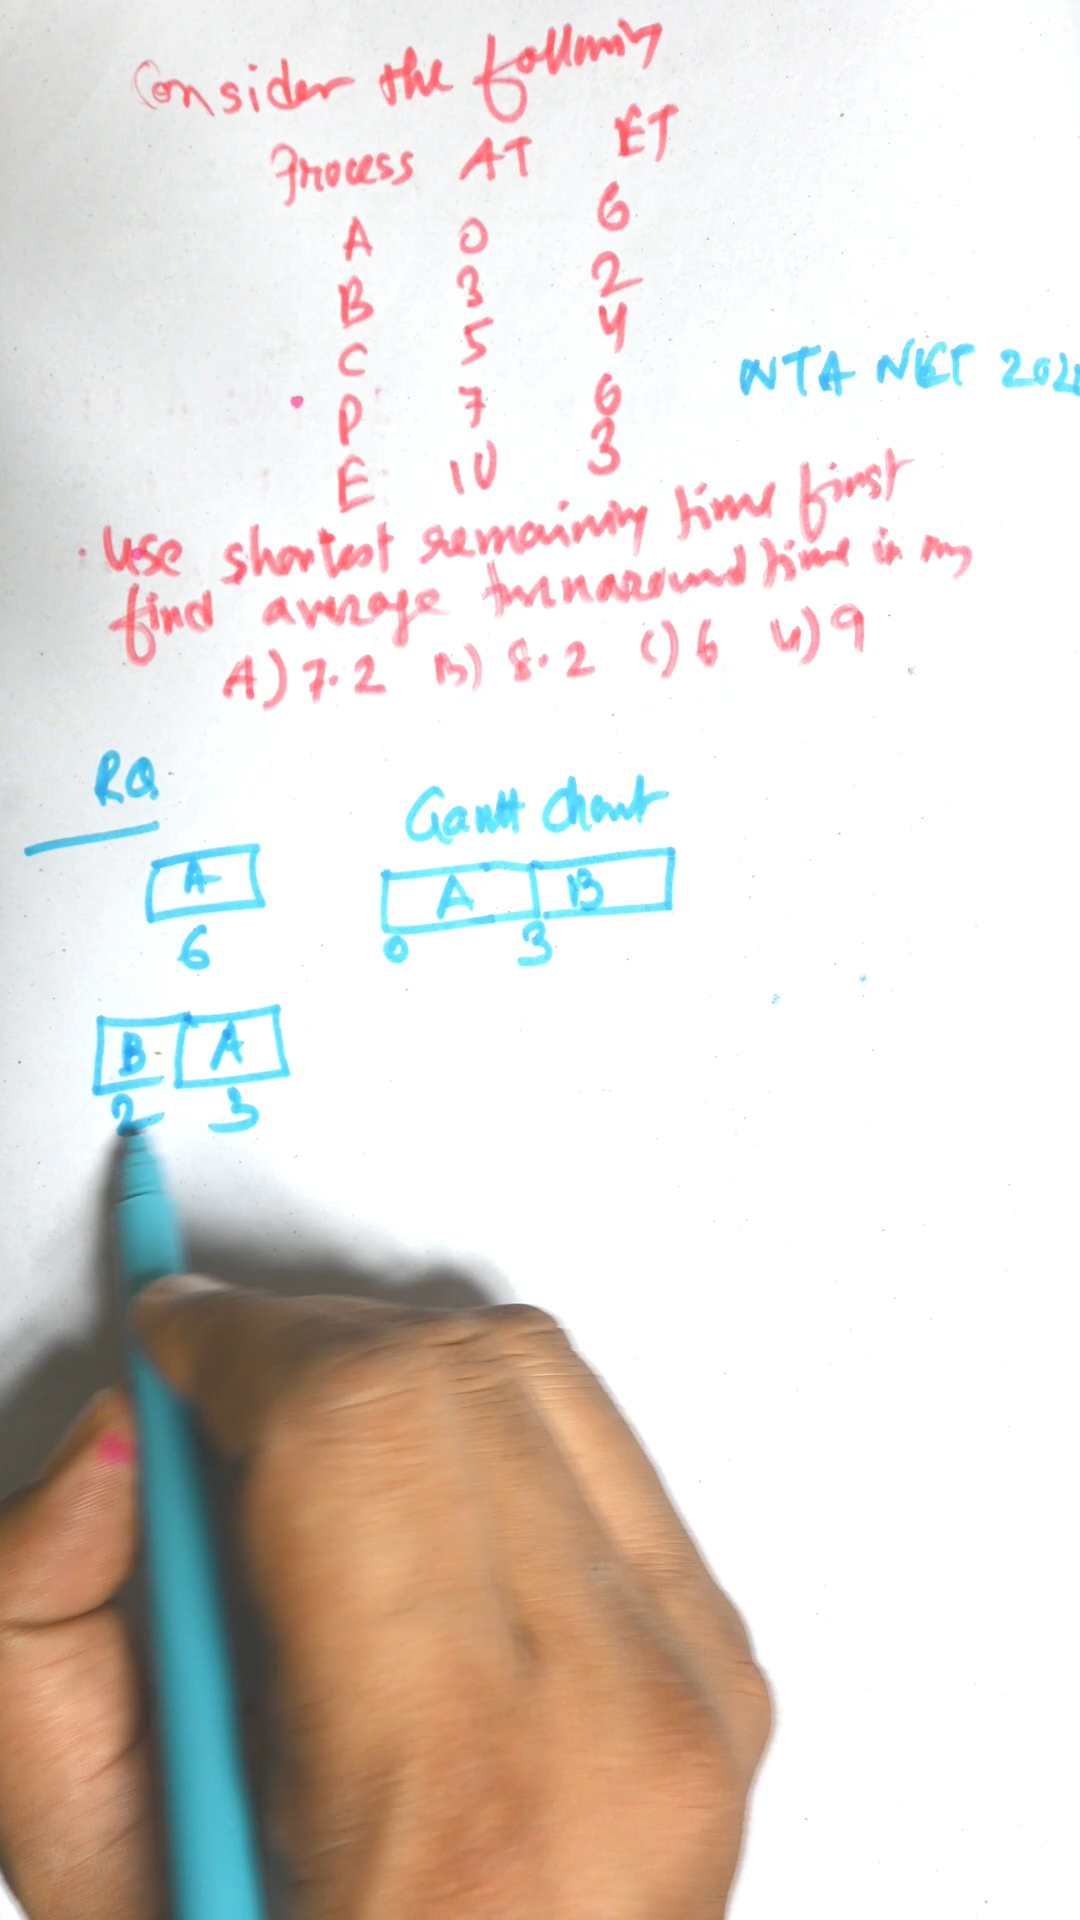 Consider the following
Process AT ET
A 0 6
B 3 2
C 5 4
D 7 6
E 10 3
Use shortest remaining time first
find average turnaround time in ms
A) 7.2 B) 8.2 C) 6 D) 9
NTA NET 202
RQ
Gantt Chart
A
6
A B
0 3
B A
2 3